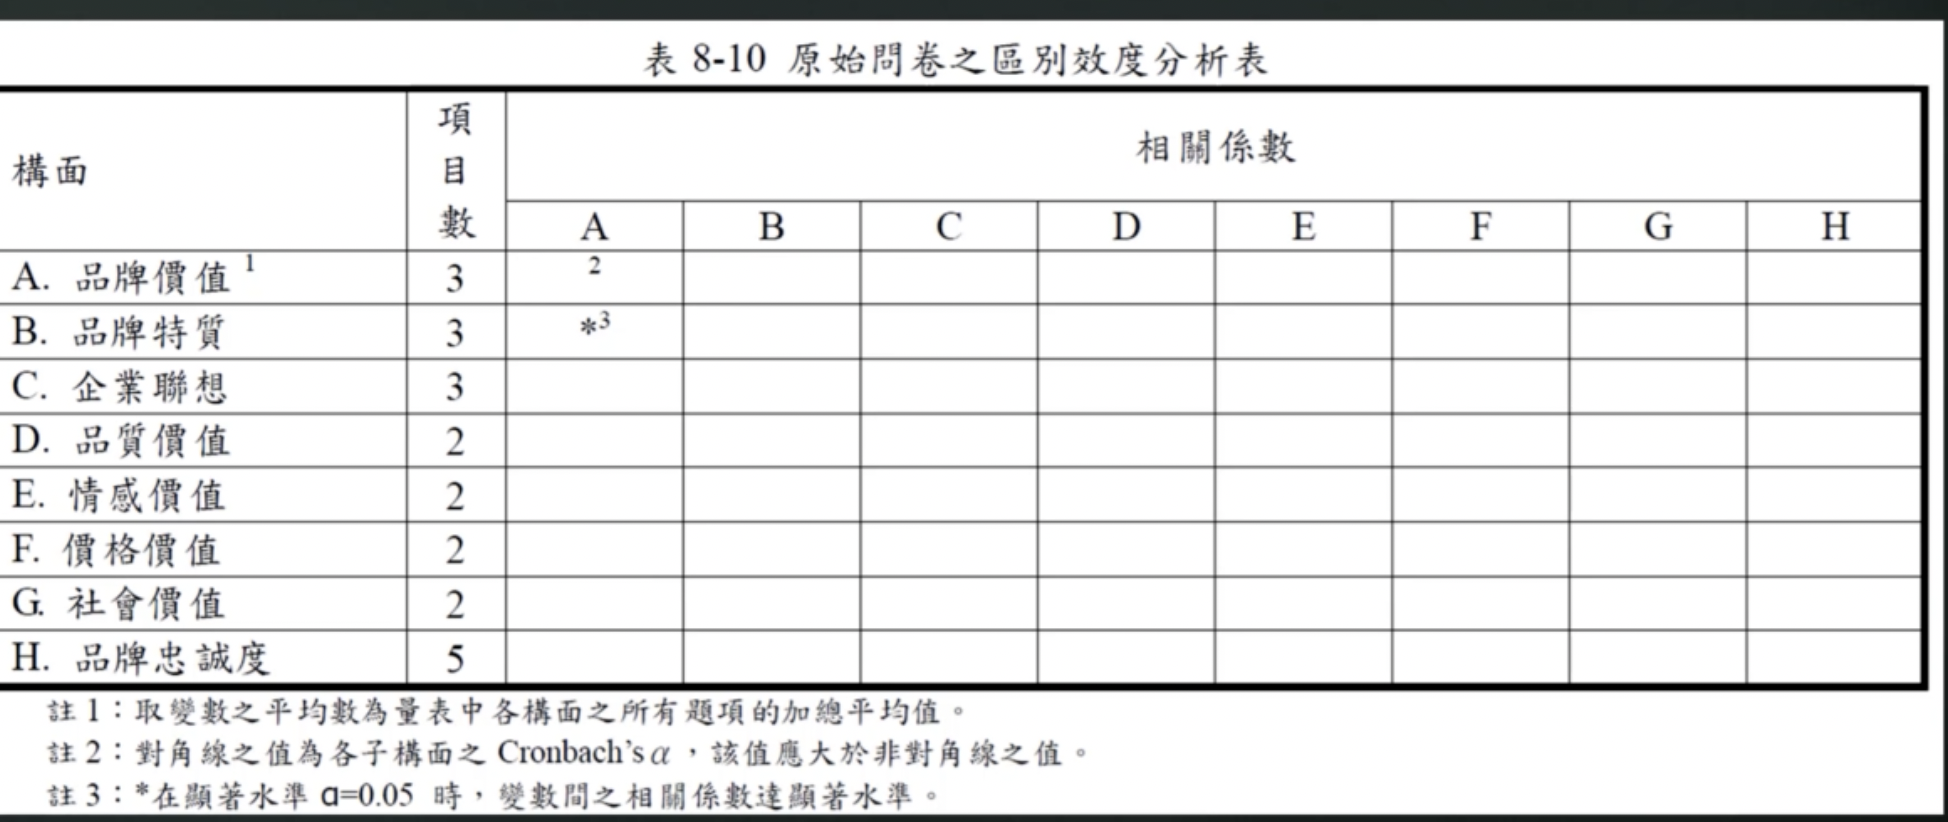 表 8-10 原始問卷之區別效度分析表
構面 項目數 相關係數
A B C D E F G H
A. 品牌價值 1 3 2
B. 品牌特質 3 *3
C. 企業聯想 3
D. 品質價值 2
E. 情感價值 2
F. 價格價值 2
G. 社會價值 2
H. 品牌忠誠度 5
註 1：取變數之平均數為量表中各構面之所有題項的加總平均值。
註 2：對角線之值為各子構面之 Cronbach’s α，該值應大於非對角線之值。
註 3：*在顯著水準 α=0.05 時，變數間之相關係數達顯著水準。